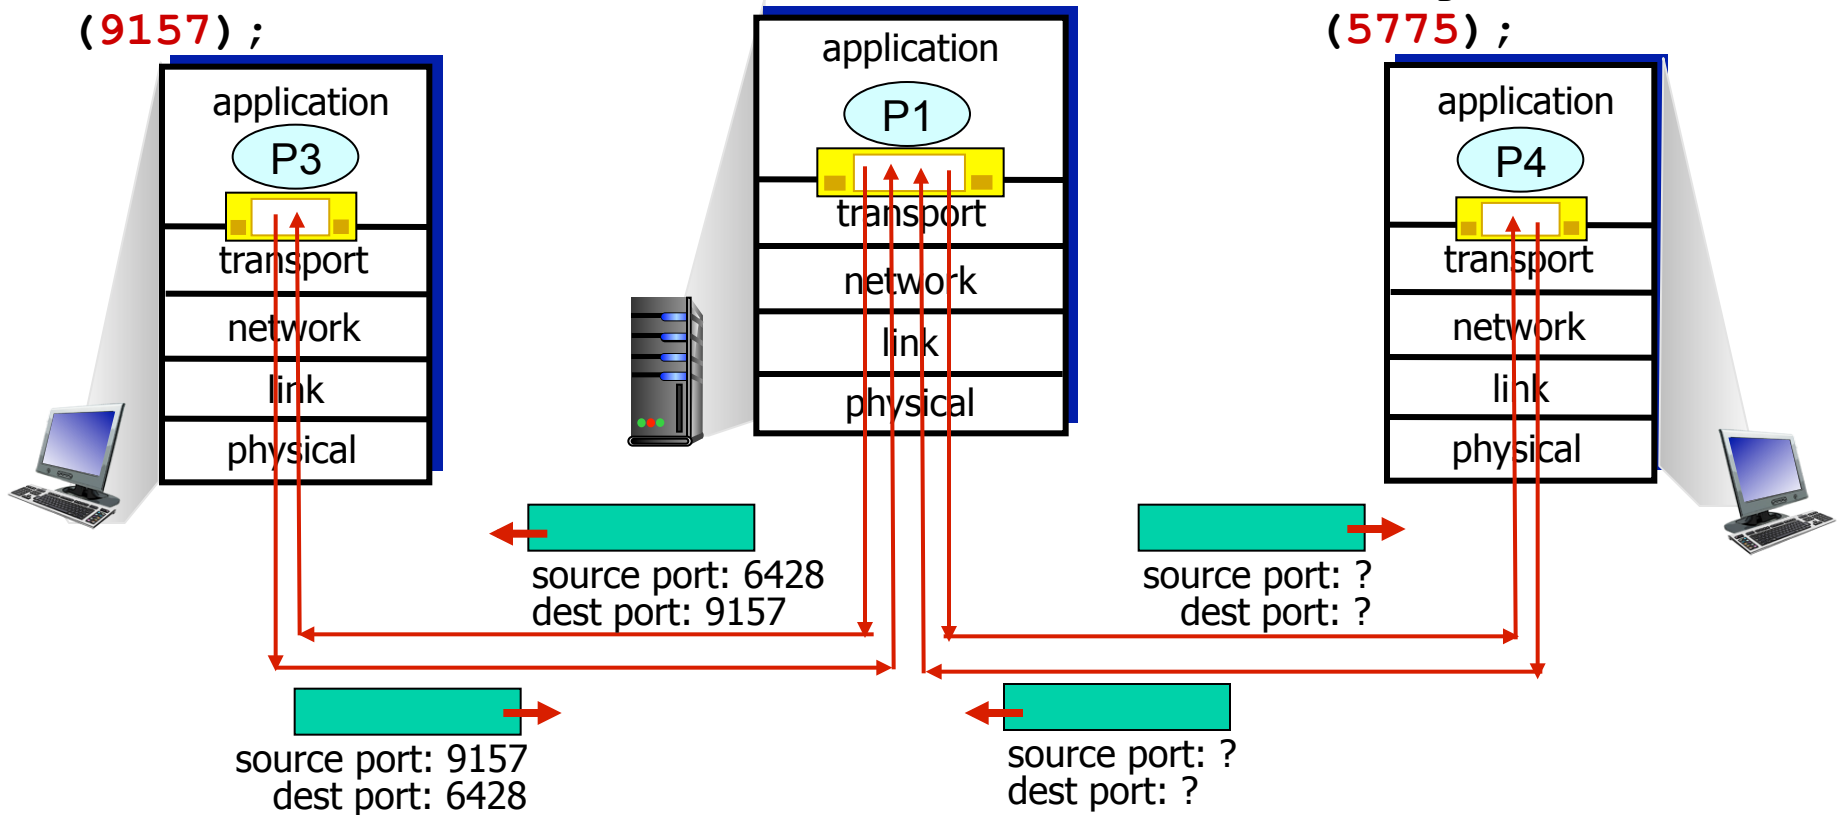 (9157);
application
P3
transport
network
link
physical
application
P1
transport
network
link
physical
(5775);
application
P4
transport
network
link
physical
source port: 6428
dest port: 9157
source port: ?
dest port: ?
source port: 9157
dest port: 6428
source port: ?
dest port: ?